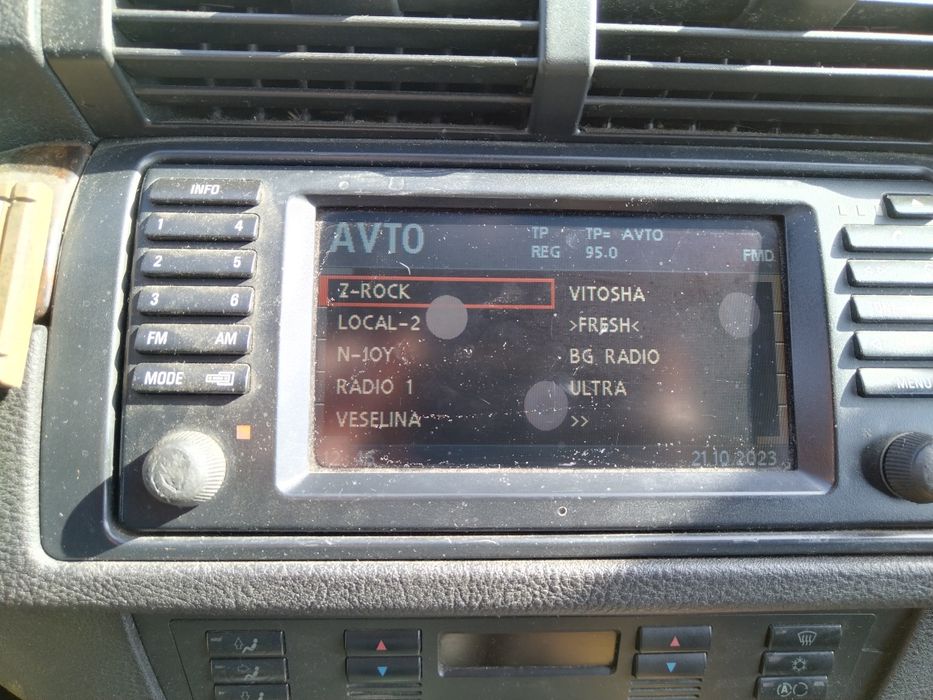 INFO
1 4
2 5
3 6
FM AM
MODE
AVTO TP TP= AVTO
REG 95.0 FMD
Z-ROCK VITOSHA
LOCAL-2 >FRESH<
N-JOY BG RADIO
RADIO 1 ULTRA
VESELINA >>
21.10.2023
MENU
A